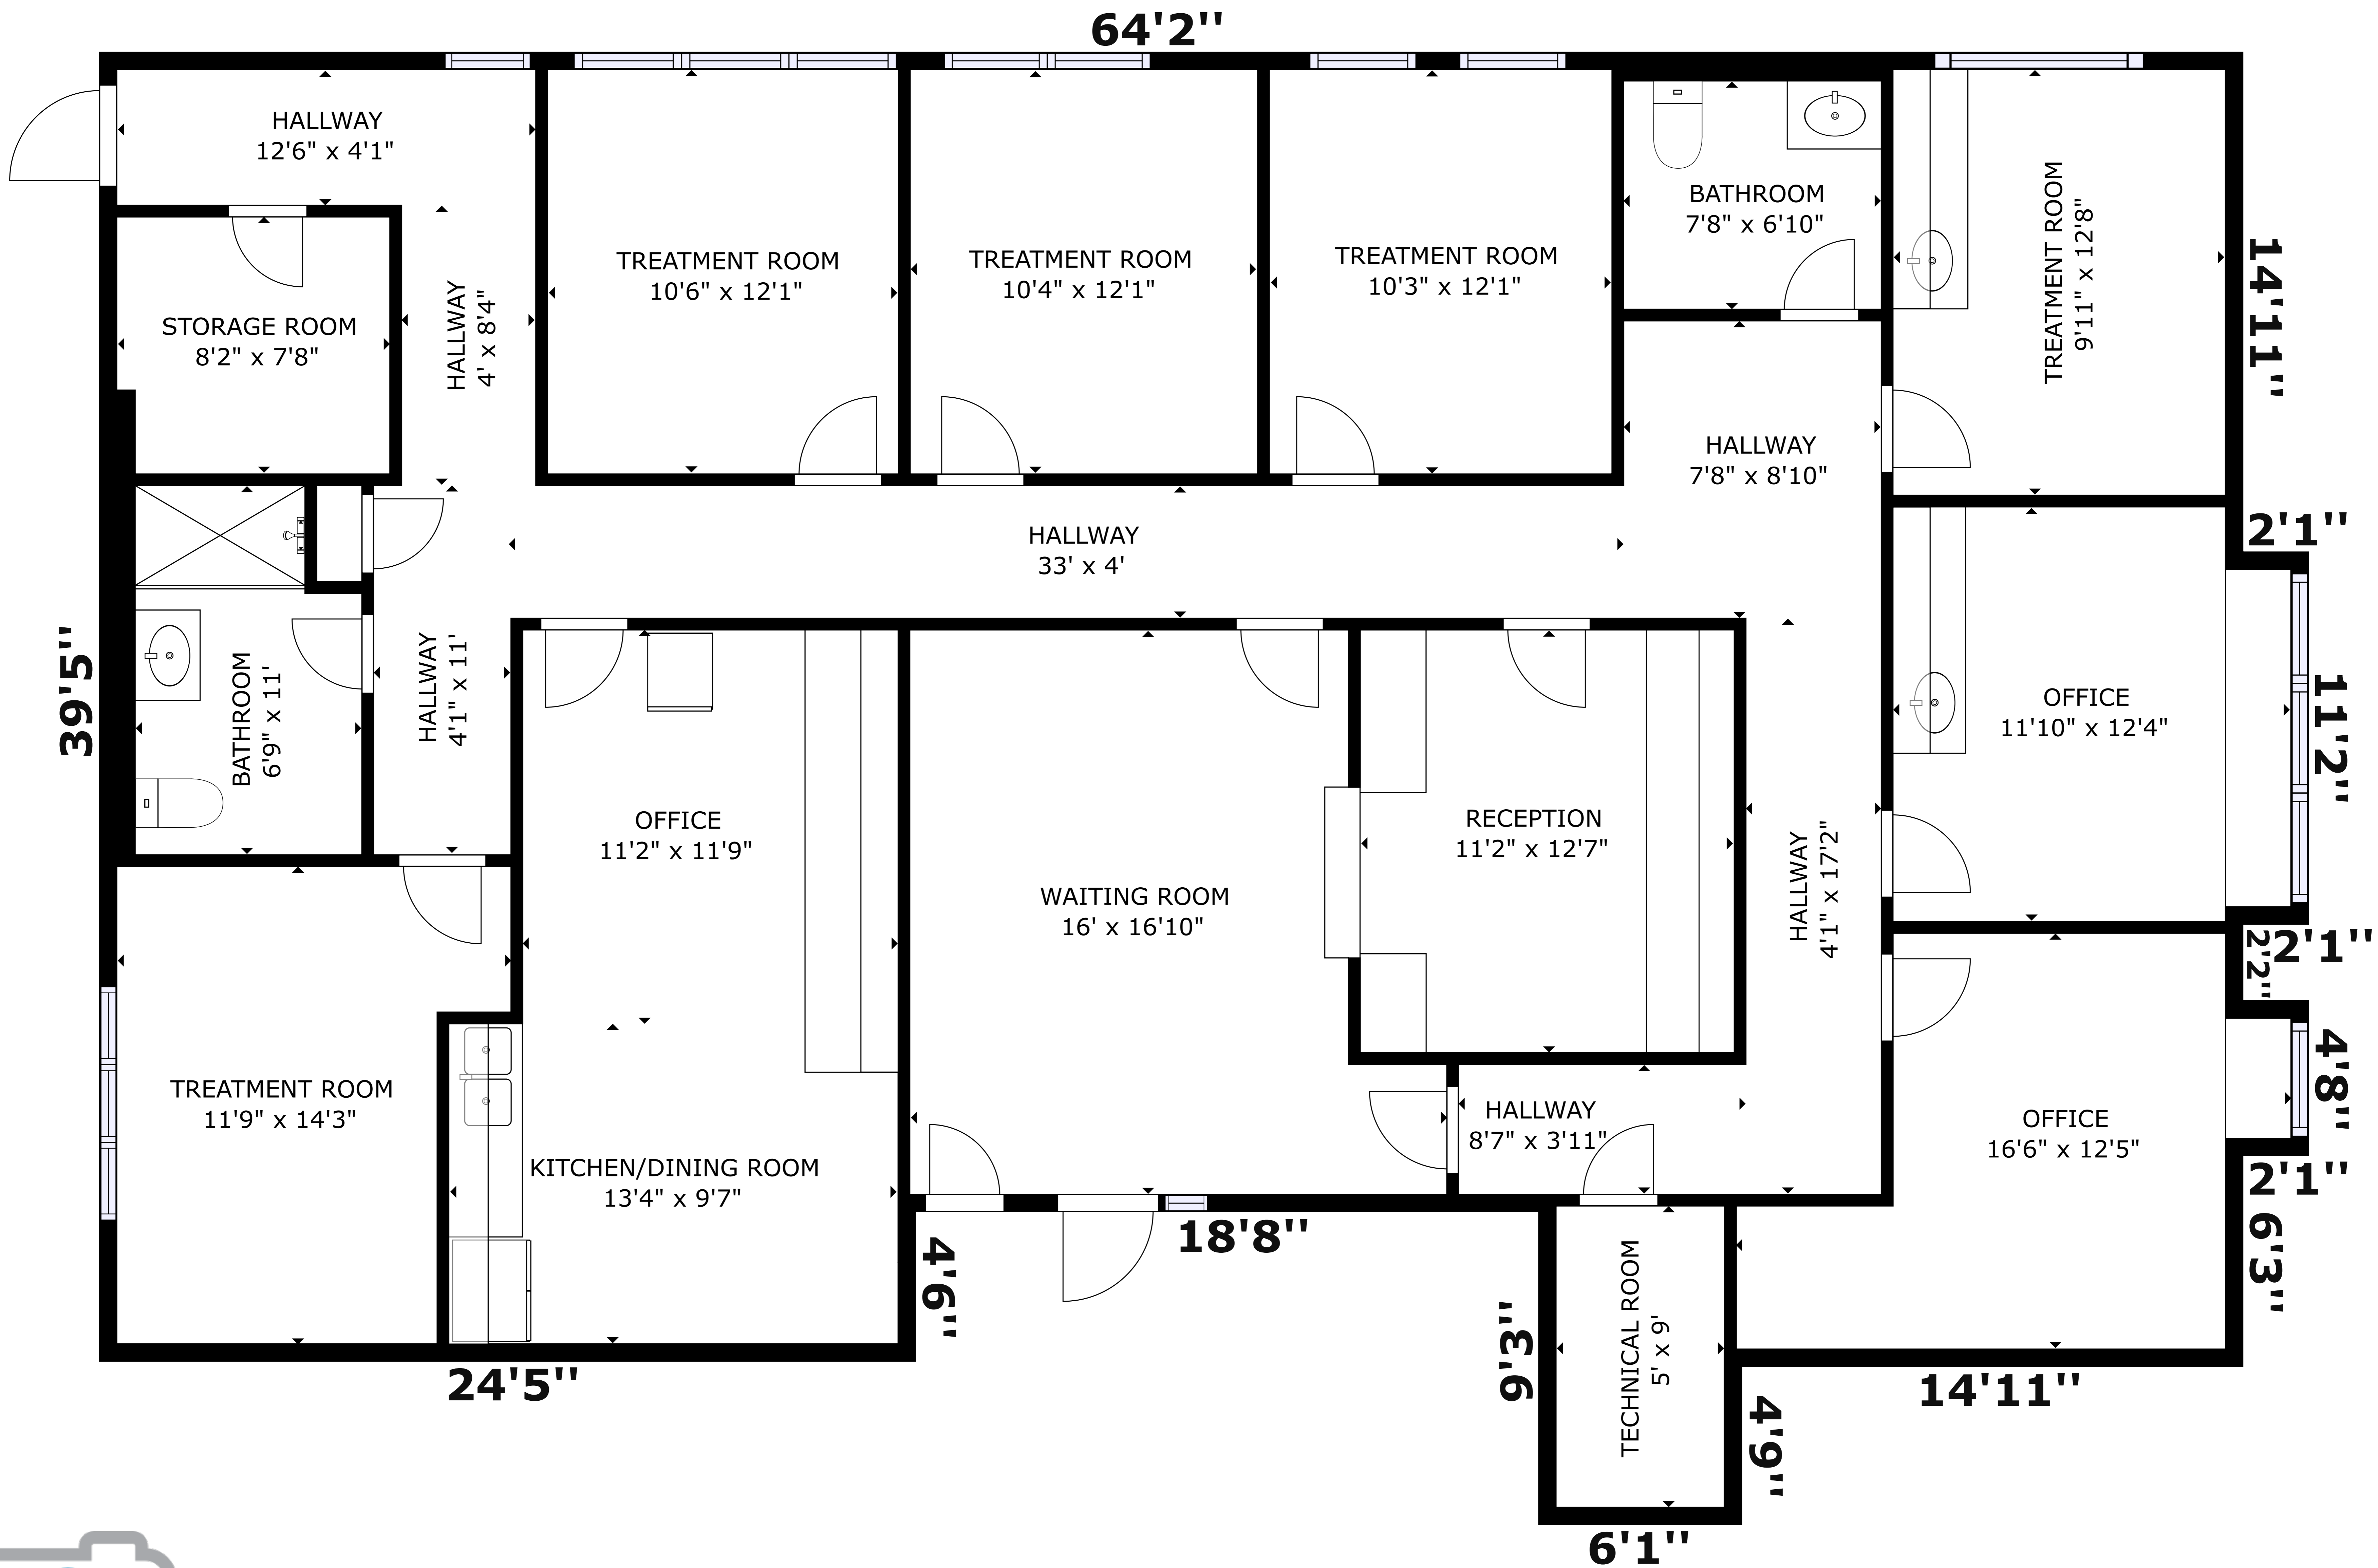 64'2''
HALLWAY
12'6" x 4'1"
STORAGE ROOM
8'2" x 7'8"
HALLWAY
4' x 8'4"
TREATMENT ROOM
10'6" x 12'1"
TREATMENT ROOM
10'4" x 12'1"
TREATMENT ROOM
10'3" x 12'1"
BATHROOM
7'8" x 6'10"
TREATMENT ROOM
9'11" x 12'8"
14'11''
HALLWAY
7'8" x 8'10"
HALLWAY
33' x 4'
2'1''
39'5''
BATHROOM
6'9" x 11'
HALLWAY
4'1" x 11'
OFFICE
11'2" x 11'9"
WAITING ROOM
16' x 16'10"
RECEPTION
11'2" x 12'7"
HALLWAY
4'1" x 17'2"
OFFICE
11'10" x 12'4"
11'2''
2'1''
2'2''
TREATMENT ROOM
11'9" x 14'3"
KITCHEN/DINING ROOM
13'4" x 9'7"
HALLWAY
8'7" x 3'11"
OFFICE
16'6" x 12'5"
4'8''
2'1''
6'3''
18'8''
4'6''
9'3''
TECHNICAL ROOM
5' x 9'
24'5''
14'11''
4'9''
6'1''